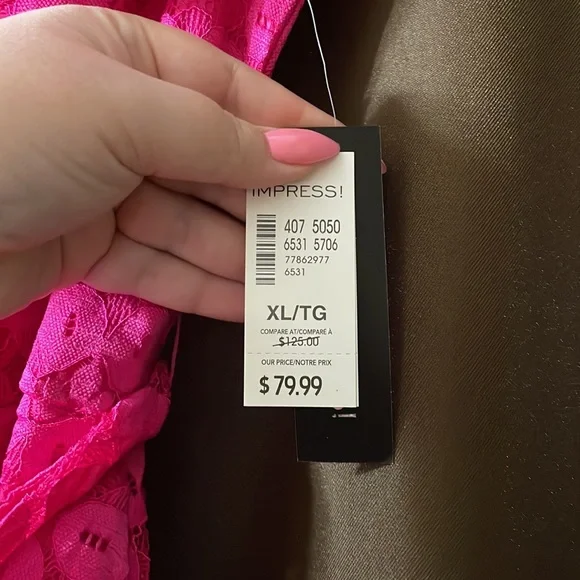 IMPRESS!
407 5050
6531 5706
77862977
6531
XL/TG
COMPARE AT/COMPARÉ À
$125.00
OUR PRICE/NOTRE PRIX
$79.99